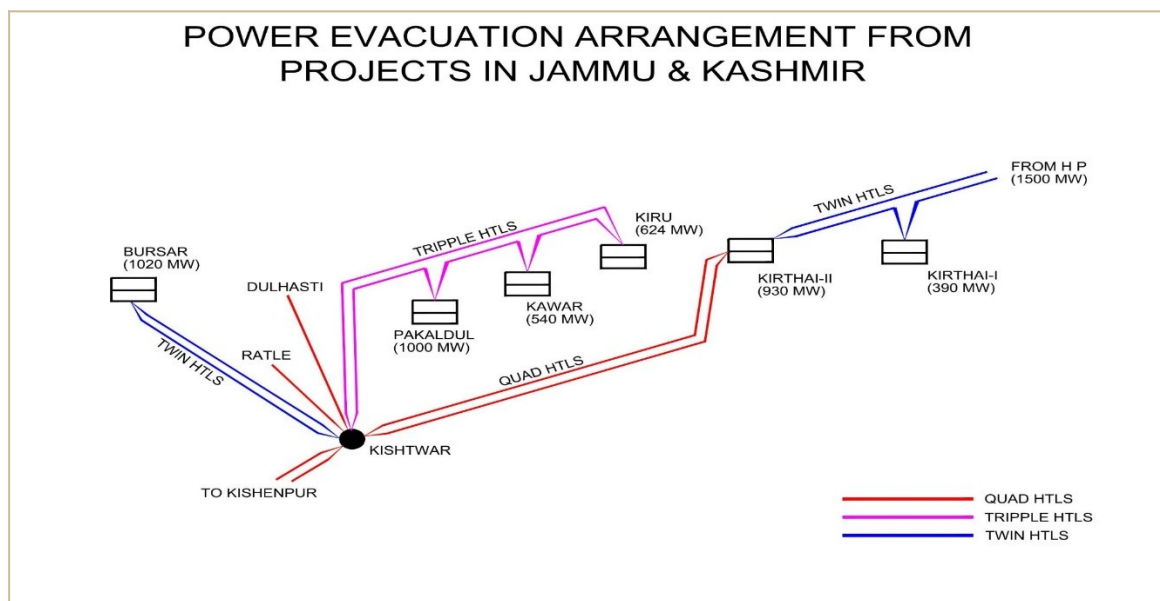 POWER EVACUATION ARRANGEMENT FROM
PROJECTS IN JAMMU & KASHMIR
FROM H P
(1500 MW)
TWIN HTLS
KIRU
(624 MW)
TRIPPLE HTLS
BURSAR
(1020 MW)
KIRTHAI-II
(930 MW)
KIRTHAI-I
(390 MW)
DULHASTI
KAWAR
(540 MW)
PAKALDUL
(1000 MW)
RATLE
TWIN HTLS
QUAD HTLS
KISHTWAR
TO KISHENPUR
QUAD HTLS
TRIPPLE HTLS
TWIN HTLS